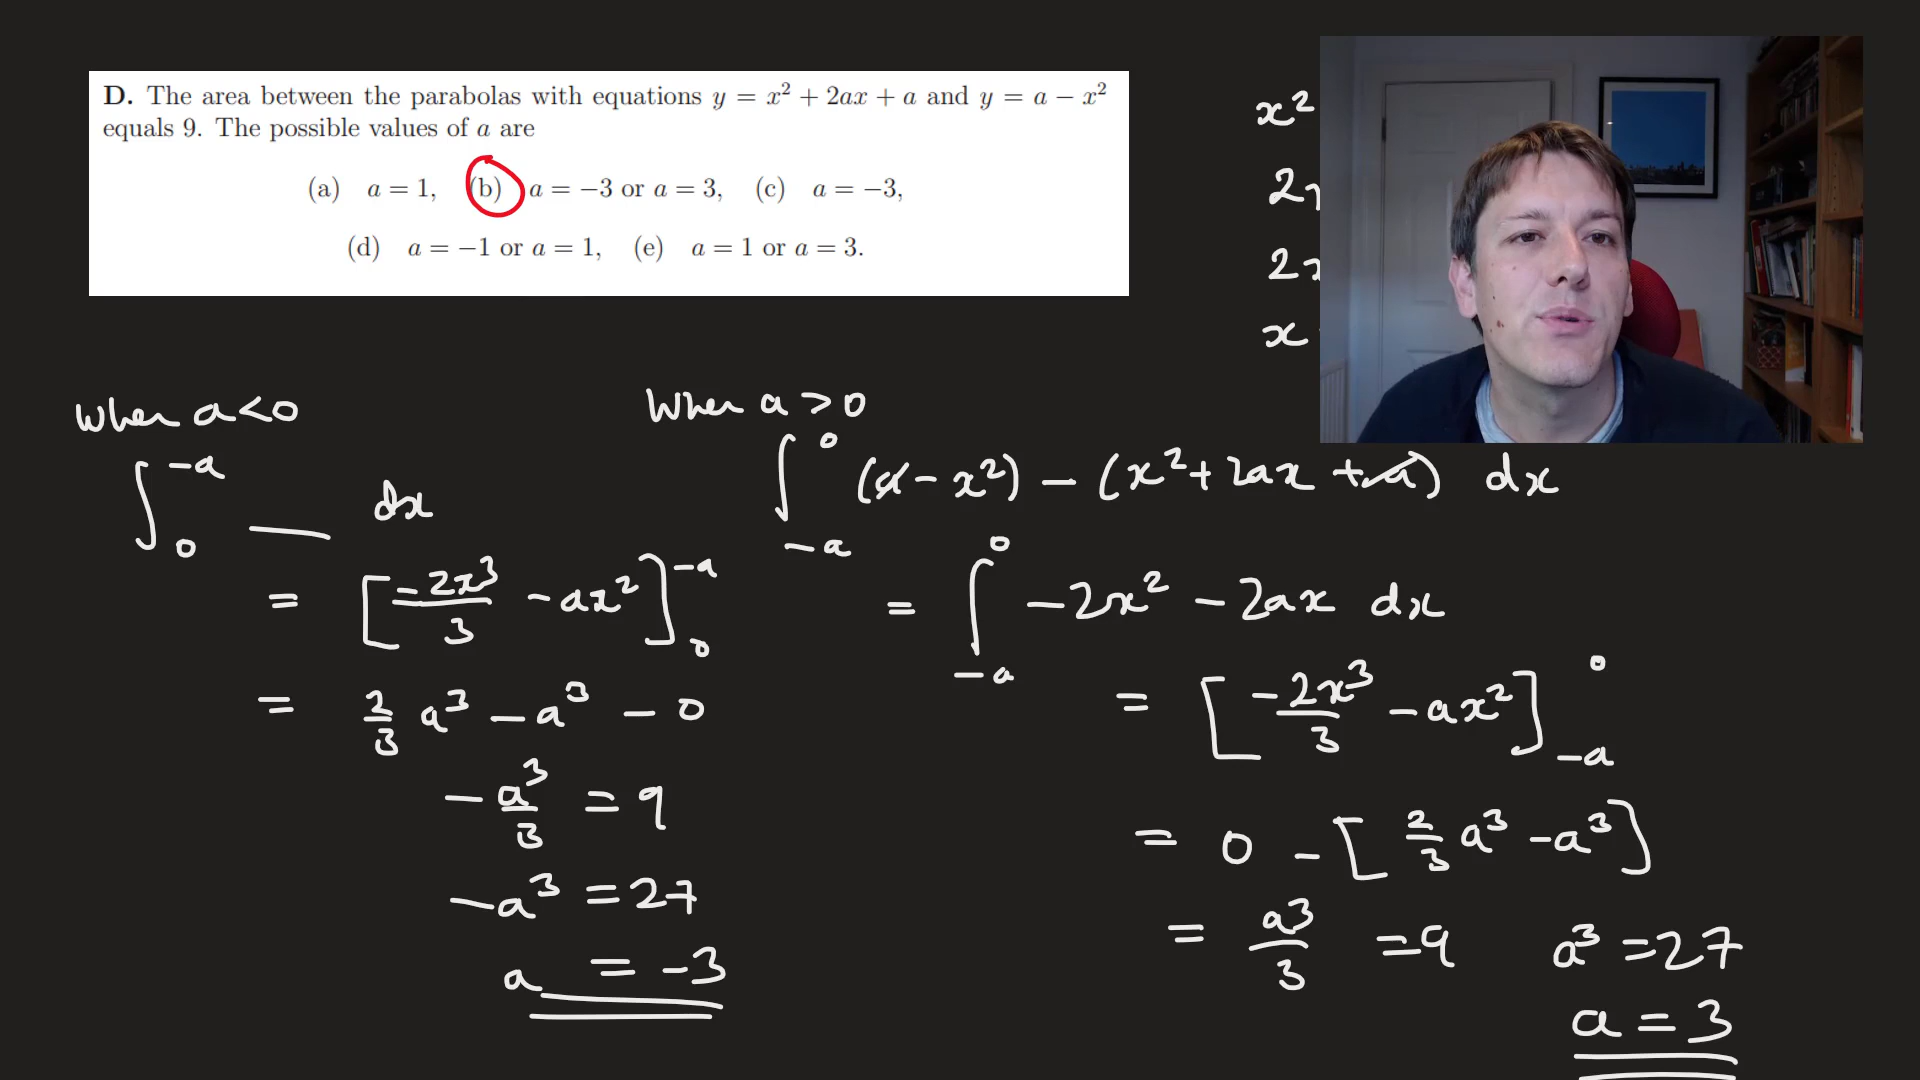 D. The area between the parabolas with equations y = x² + 2ax + a and y = a − x²
equals 9. The possible values of a are
(a) a = 1, (b) a = −3 or a = 3, (c) a = −3,
(d) a = −1 or a = 1, (e) a = 1 or a = 3.
x²
2
2
x
When a<0
∫₀⁻ᵃ ___ dx
= [−2x³/3 − ax²]₀⁻ᵃ
= 2/3 a³ − a³ − 0
−a³/3 = 9
−a³ = 27
a = −3
When a > 0
∫₋ₐ⁰ (a − x²) − (x² + 2ax + a) dx
= ∫₋ₐ⁰ −2x² − 2ax dx
= [−2x³/3 − ax²]₋ₐ⁰
= 0 − [2/3 a³ − a³]
= a³/3 = 9 a³ = 27
a = 3